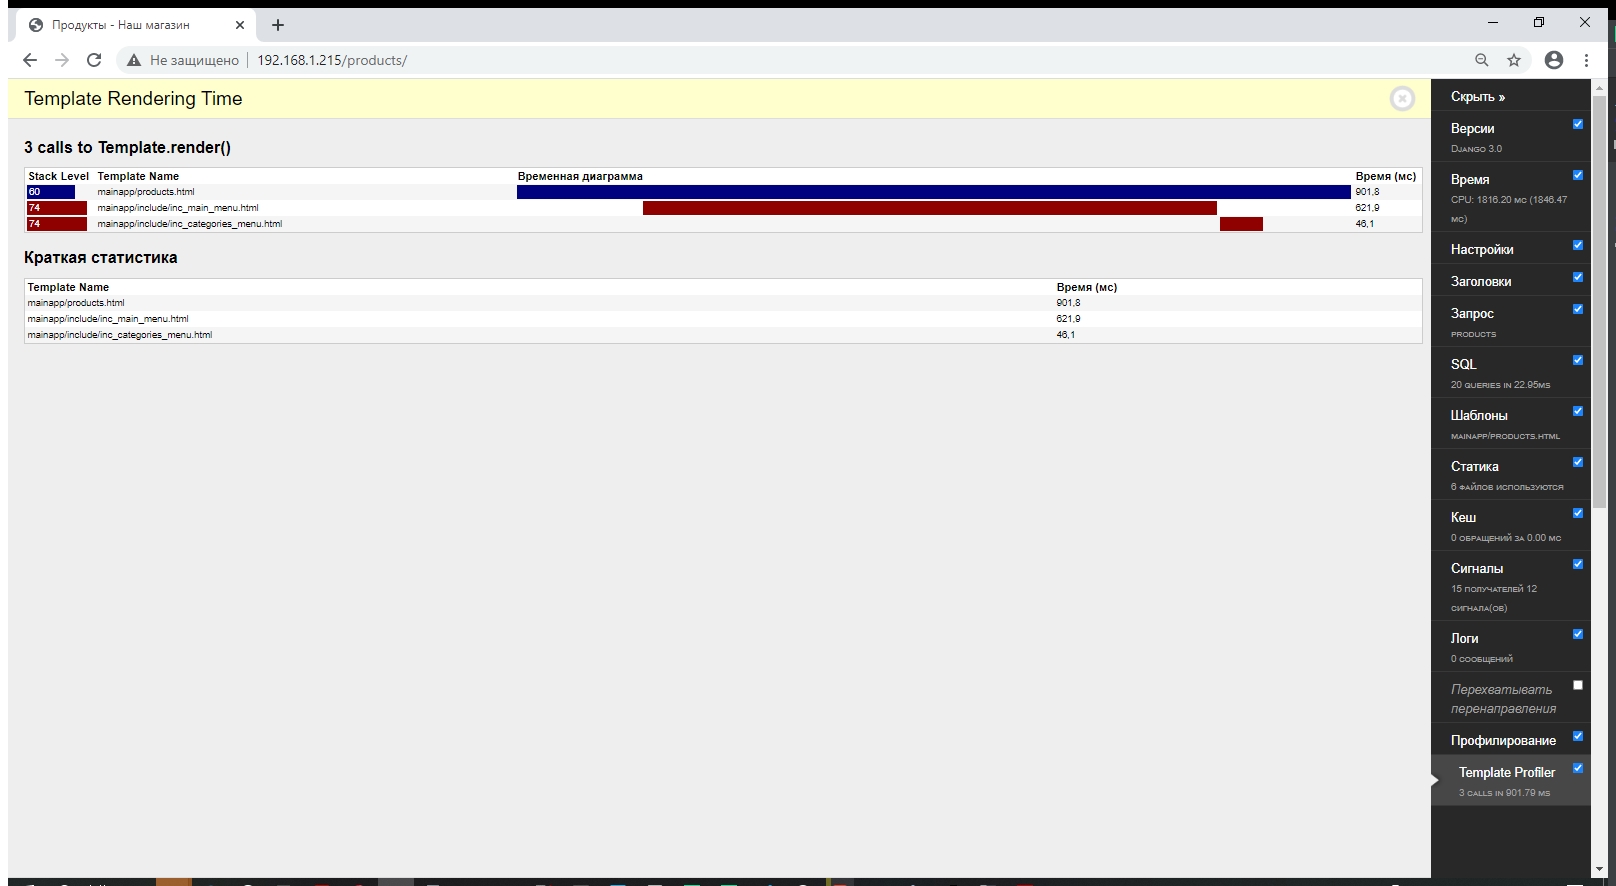 Продукты - Наш магазин
Не защищено 192.168.1.215/products/
Template Rendering Time
3 calls to Template.render()
Stack Level Template Name Временная диаграмма Время (мс)
60 mainapp/products.html 901,8
74 mainapp/include/inc_main_menu.html 621,9
74 mainapp/include/inc_categories_menu.html 46,1
Краткая статистика
Template Name Время (мс)
mainapp/products.html 901,8
mainapp/include/inc_main_menu.html 621,9
mainapp/include/inc_categories_menu.html 46,1
Скрыть »
Версии
Django 3.0
Время
CPU: 1816.20 мс (1846.47
мс)
Настройки
Заголовки
Запрос
products
SQL
20 queries in 22.95ms
Шаблоны
mainapp/products.html
Статика
6 файлов используются
Кеш
0 обращений за 0.00 мс
Сигналы
15 получателей 12
сигнала(ов)
Логи
0 сообщений
Перехватывать
перенаправления
Профилирование
Template Profiler
3 calls in 901.79 ms